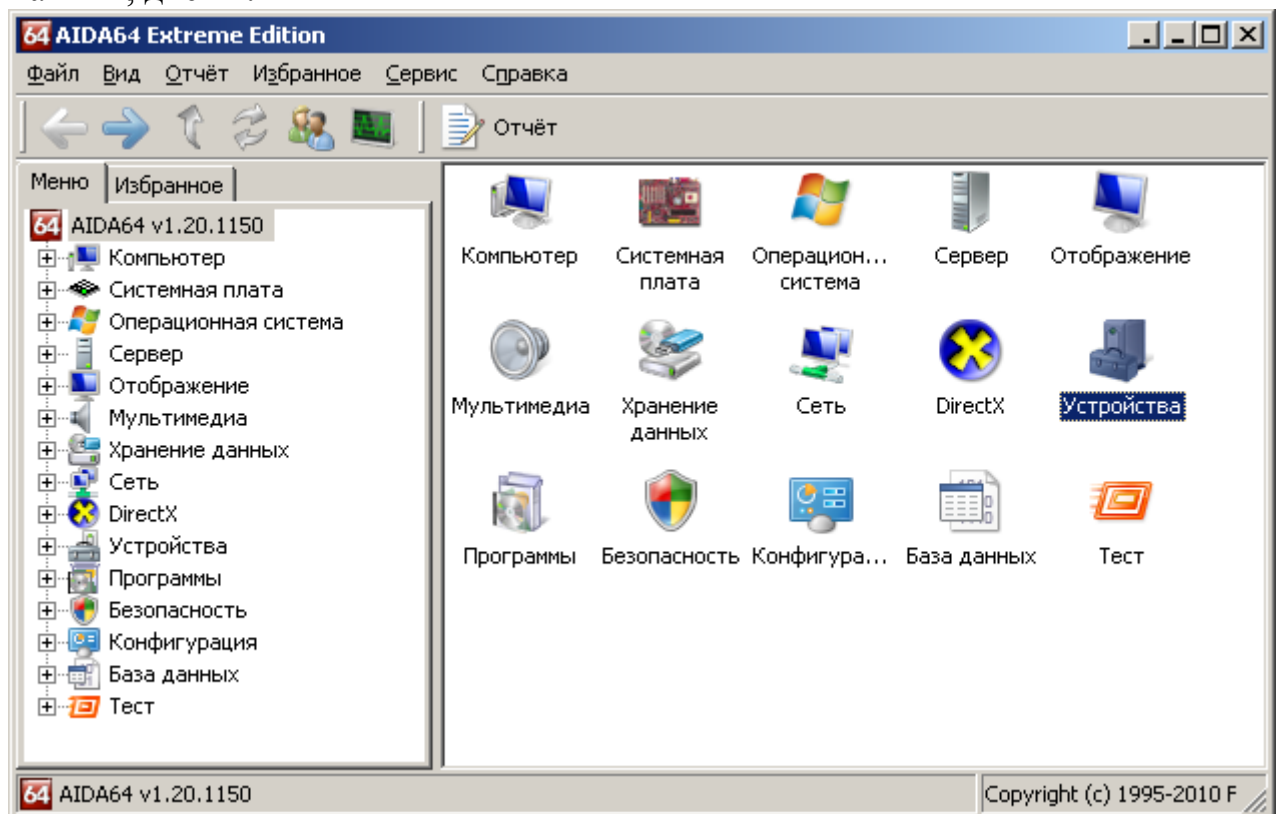 64 AIDA64 Extreme Edition
Файл Вид Отчёт Избранное Сервис Справка
Отчёт
Меню Избранное
64 AIDA64 v1.20.1150
Компьютер
Системная плата
Операционная система
Сервер
Отображение
Мультимедиа
Хранение данных
Сеть
DirectX
Устройства
Программы
Безопасность
Конфигурация
База данных
Тест
Компьютер
Системная плата
Операцион... система
Сервер
Отображение
Мультимедиа
Хранение данных
Сеть
DirectX
Устройства
Программы
Безопасность
Конфигура...
База данных
Тест
64 AIDA64 v1.20.1150
Copyright (c) 1995-2010 F